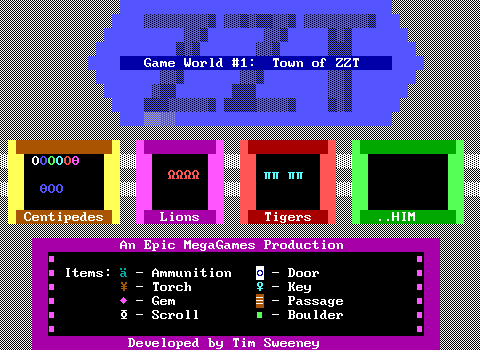 ZZT
Game World #1: Town of ZZT
Centipedes
Lions
Tigers
..HIM
An Epic MegaGames Production
Items: ä - Ammunition
o - Door
¥ - Torch
♀ - Key
♦ - Gem
≡ - Passage
- Scroll
■ - Boulder
Developed by Tim Sweeney